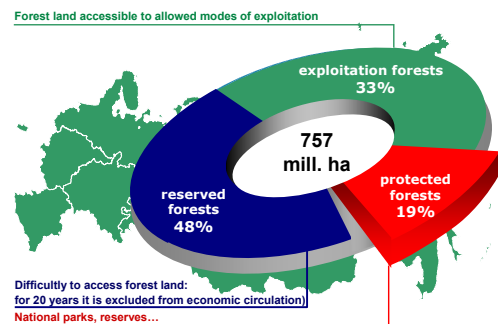 Forest land accessible to allowed modes of exploitation
exploitation forests
33%
757
mill. ha
protected
forests
19%
reserved
forests
48%
Difficultly to access forest land:
for 20 years it is excluded from economic circulation)
National parks, reserves…